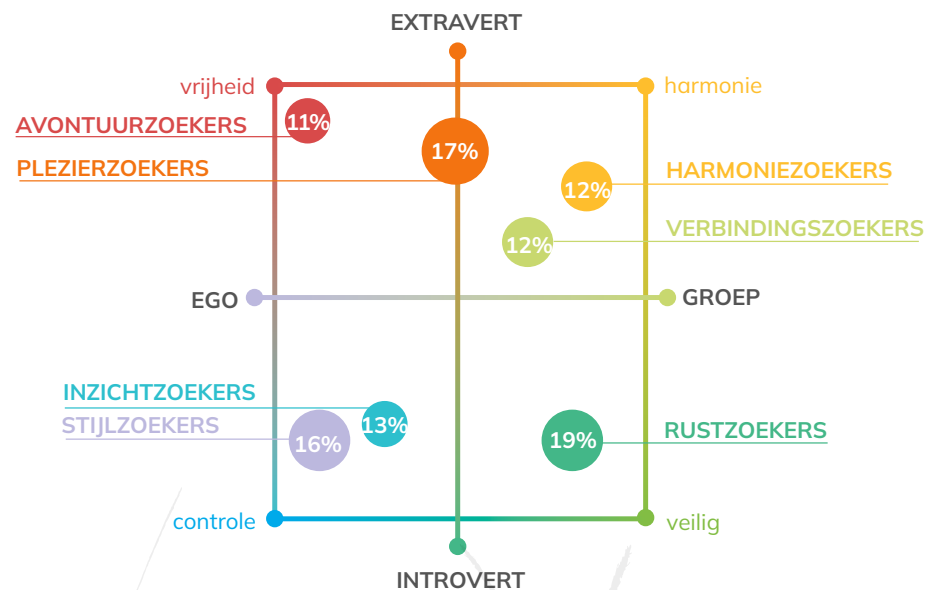 EXTRAVERT
vrijheid
harmonie
AVONTUURZOEKERS
11%
PLEZIERZOEKERS
17%
HARMONIEZOEKERS
12%
VERBINDINGSZOEKERS
12%
EGO
GROEP
INZICHTZOEKERS
13%
STIJLZOEKERS
16%
19%
RUSTZOEKERS
controle
veilig
INTROVERT